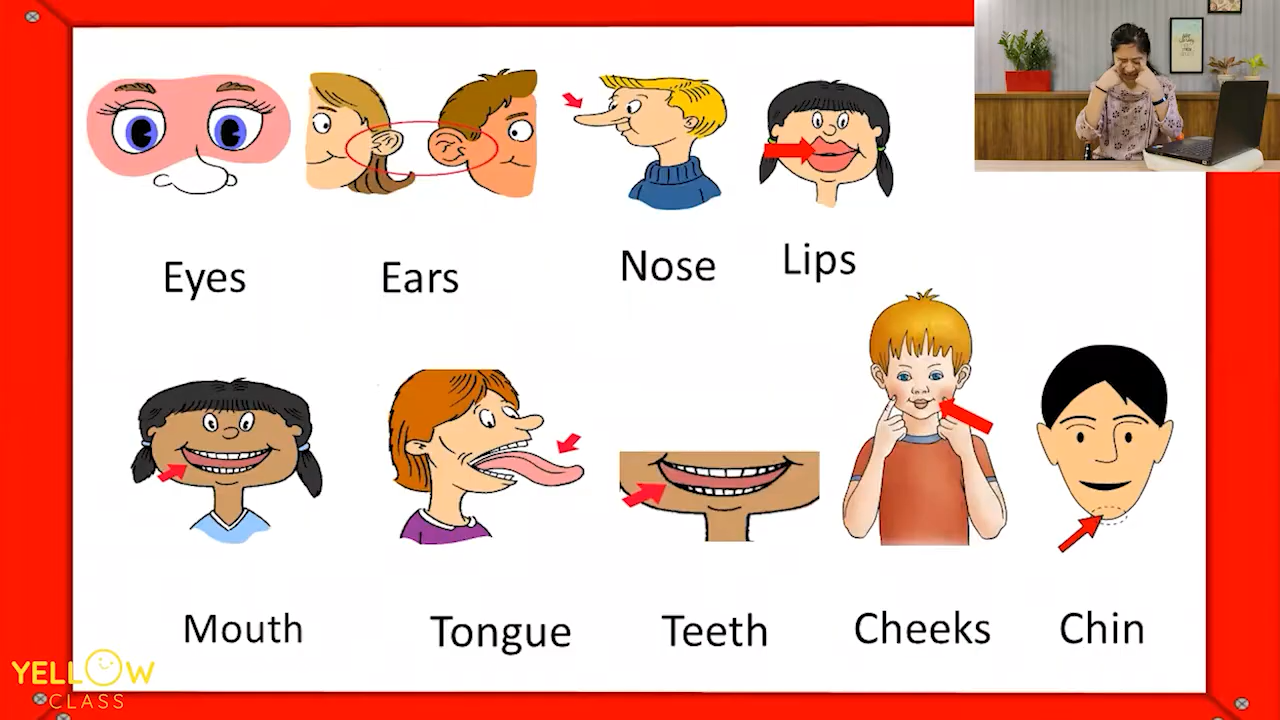 Eyes
Ears
Nose
Lips
Mouth
Tongue
Teeth
Cheeks
Chin
YELLOW
CLASS